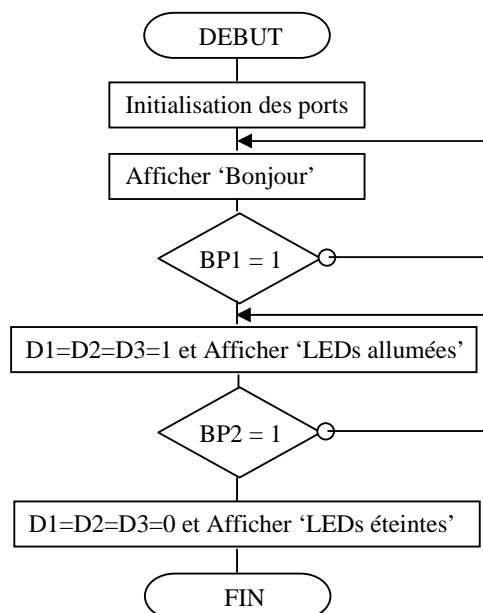 DEBUT
Initialisation des ports
Afficher ‘Bonjour’
BP1 = 1
D1=D2=D3=1 et Afficher ‘LEDs allumées’
BP2 = 1
D1=D2=D3=0 et Afficher ‘LEDs éteintes’
FIN